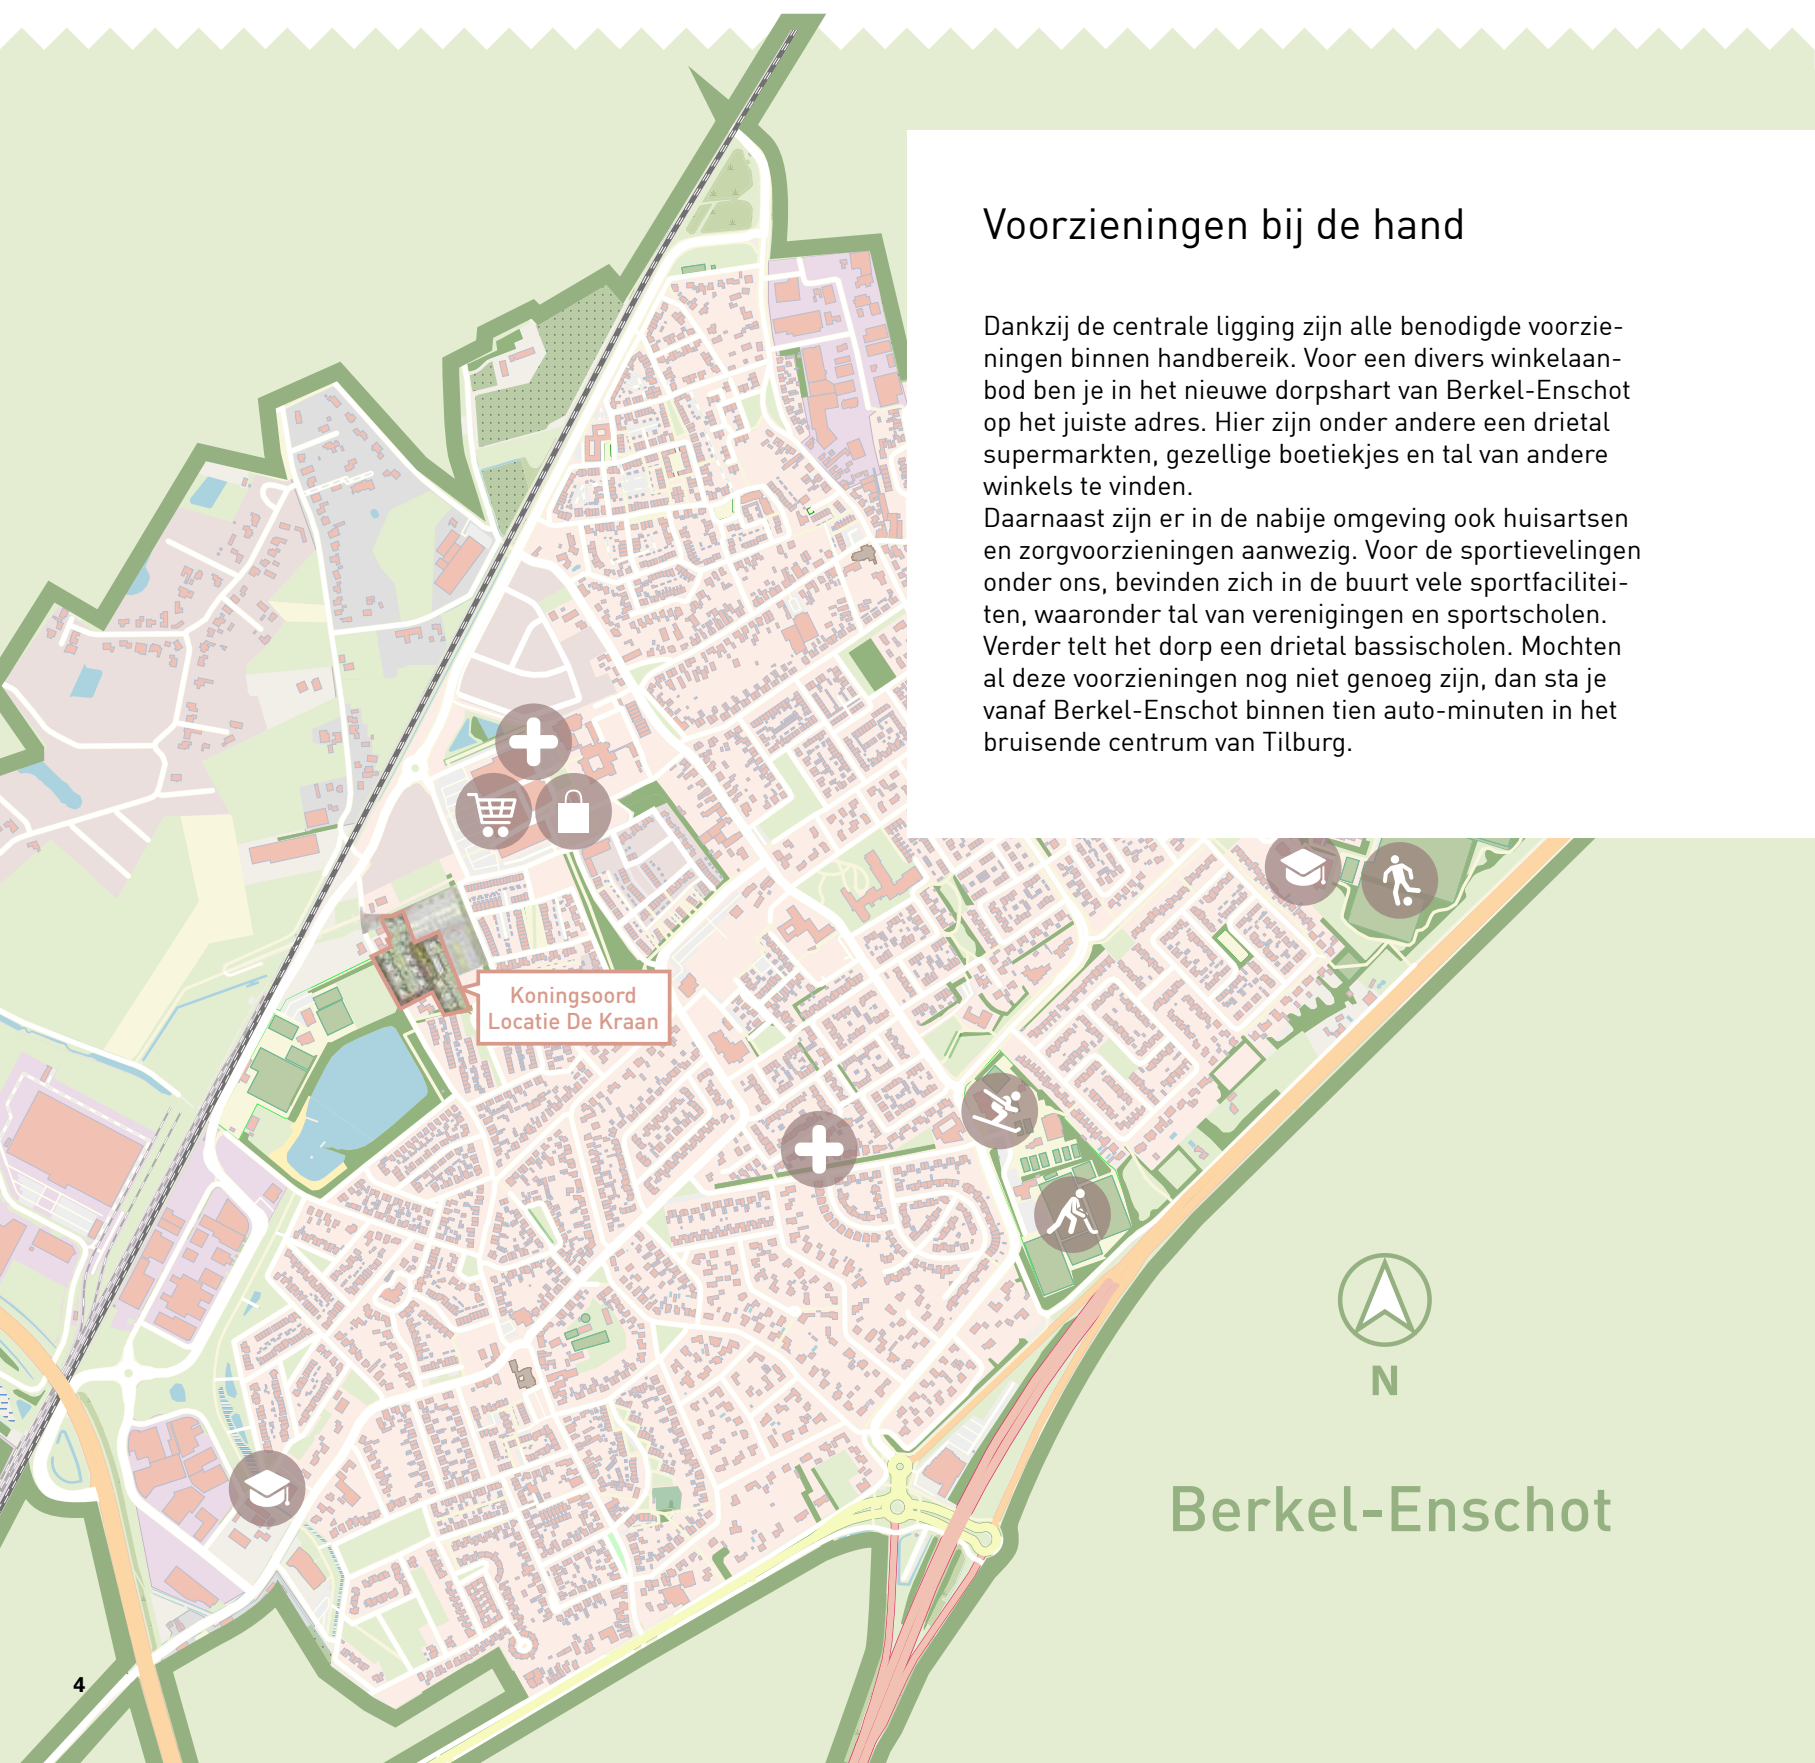 Voorzieningen bij de hand
Dankzij de centrale ligging zijn alle benodigde voorzie-
ningen binnen handbereik. Voor een divers winkelaan-
bod ben je in het nieuwe dorpshart van Berkel-Enschot
op het juiste adres. Hier zijn onder andere een drietal
supermarkten, gezellige boetiekjes en tal van andere
winkels te vinden.
Daarnaast zijn er in de nabije omgeving ook huisartsen
en zorgvoorzieningen aanwezig. Voor de sportievelingen
onder ons, bevinden zich in de buurt vele sportfacilitei-
ten, waaronder tal van verenigingen en sportscholen.
Verder telt het dorp een drietal bassischolen. Mochten
al deze voorzieningen nog niet genoeg zijn, dan sta je
vanaf Berkel-Enschot binnen tien auto-minuten in het
bruisende centrum van Tilburg.
Koningsoord
Locatie De Kraan
N
Berkel-Enschot
4